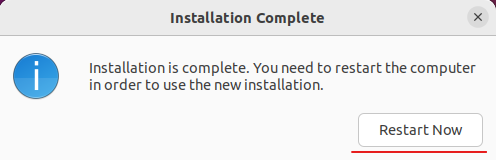 Installation Complete
Installation is complete. You need to restart the computer
in order to use the new installation.
Restart Now